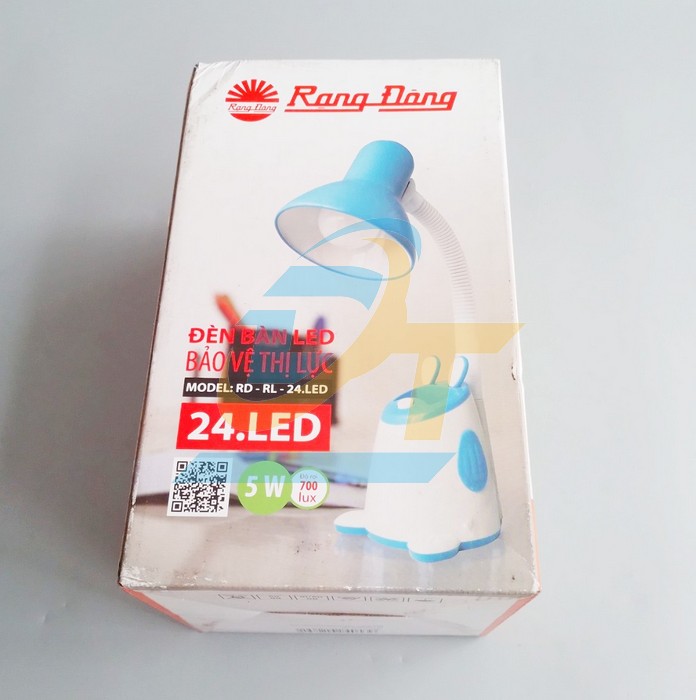 Rạng Đông
Rạng Đông
ĐÈN BÀN LED
BẢO VỆ THỊ LỰC
MODEL: RD - RL - 24.LED
24.LED
5 W
700
lux